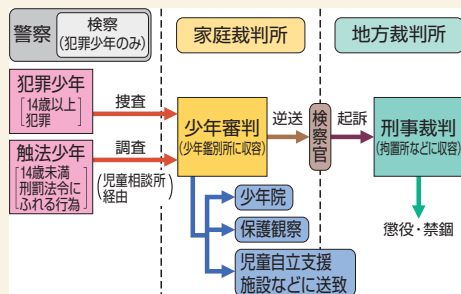 警察
検察
(犯罪少年のみ)
家庭裁判所
地方裁判所
犯罪少年
[14歳以上
犯罪]
捜査
触法少年
[14歳未満
刑罰法令に
ふれる行為]
調査
(児童相談所
経由)
少年審判
(少年鑑別所に収容)
逆送
検察官
起訴
刑事裁判
(拘置所などに収容)
少年院
保護観察
児童自立支援
施設などに送致
懲役・禁錮